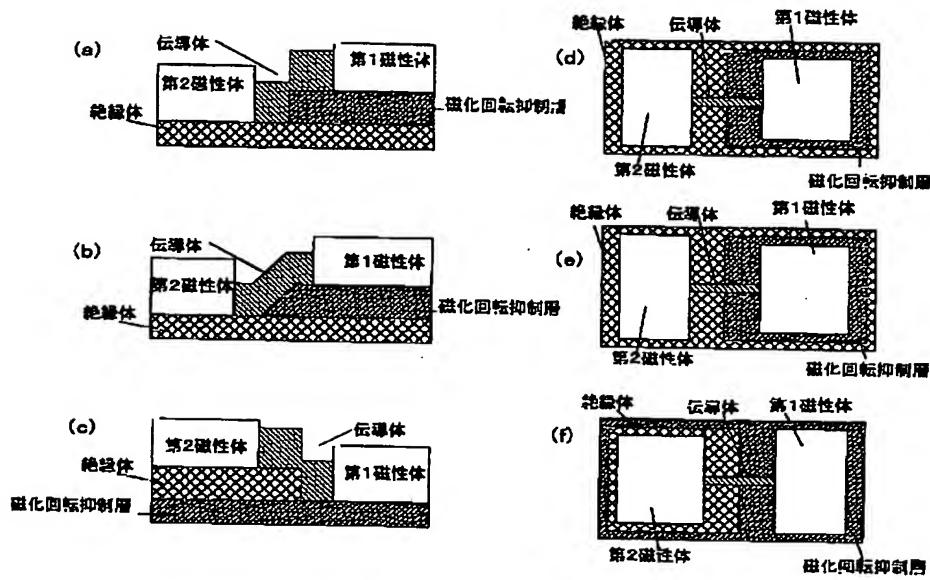 (a)
伝導体
第1磁性体
第2磁性体
絶縁体
磁化回転抑制層
(b)
伝導体
第1磁性体
第2磁性体
絶縁体
磁化回転抑制層
(c)
第2磁性体
伝導体
絶縁体
第1磁性体
磁化回転抑制層
(d)
絶縁体
伝導体
第1磁性体
第2磁性体
磁化回転抑制層
(e)
絶縁体
伝導体
第1磁性体
第2磁性体
磁化回転抑制層
(f)
絶縁体
伝導体
第1磁性体
第2磁性体
磁化回転抑制層